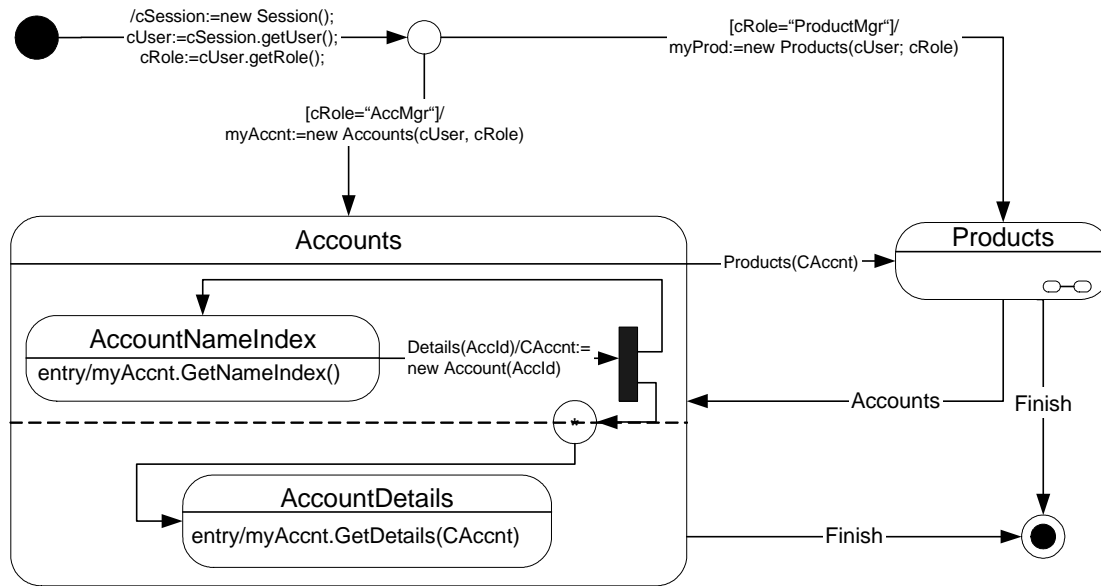 /cSession:=new Session();
cUser:=cSession.getUser();
cRole:=cUser.getRole();
[cRole="ProductMgr"]/
myProd:=new Products(cUser; cRole)
[cRole=“AccMgr“]/
myAccnt:=new Accounts(cUser, cRole)
Accounts
Products
Products(CAccnt)
AccountNameIndex
entry/myAccnt.GetNameIndex()
Details(AccId)/CAccnt:=
new Account(AccId)
Accounts
Finish
*
AccountDetails
entry/myAccnt.GetDetails(CAccnt)
Finish